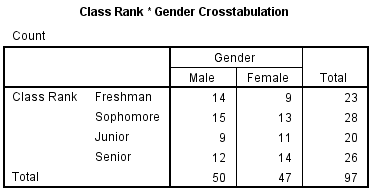 Class Rank * Gender Crosstabulation
Count
Gender
Male Female Total
Class Rank Freshman 14 9 23
Sophomore 15 13 28
Junior 9 11 20
Senior 12 14 26
Total 50 47 97